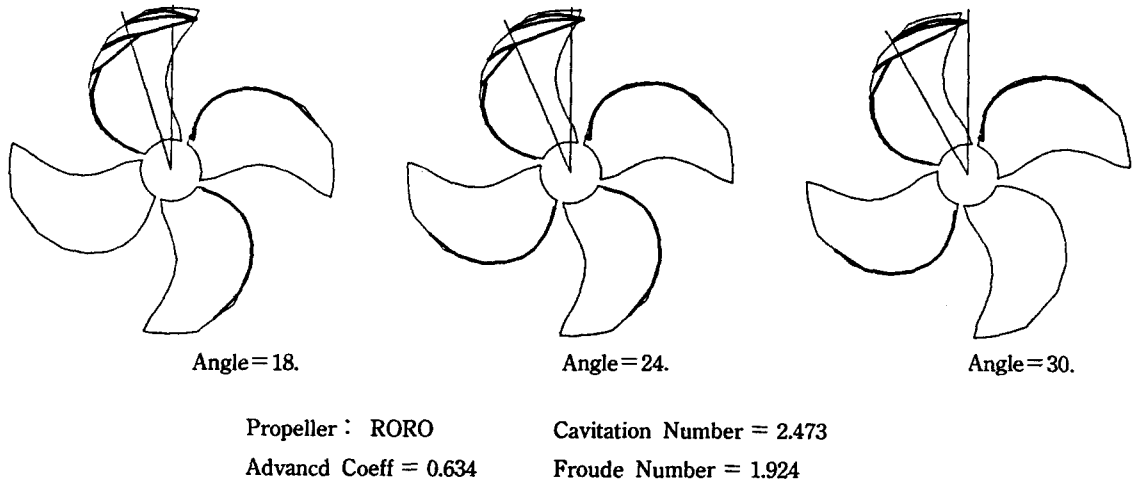 Angle=18.
Angle=24.
Angle=30.
Propeller : RORO
Cavitation Number = 2.473
Advancd Coeff = 0.634
Froude Number = 1.924